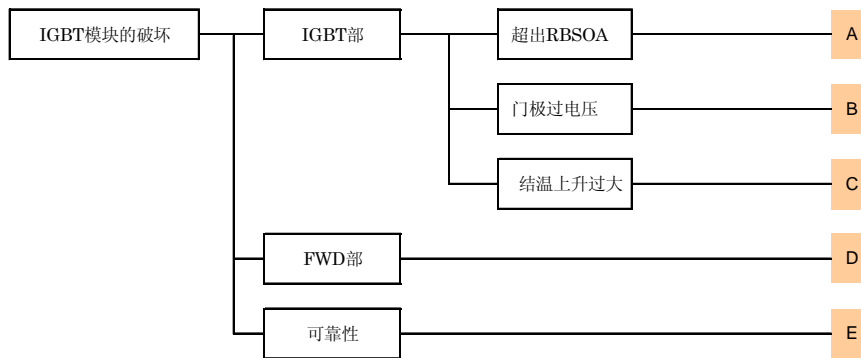 IGBT模块的破坏
IGBT部
超出RBSOA
A
门极过电压
B
结温上升过大
C
FWD部
D
可靠性
E